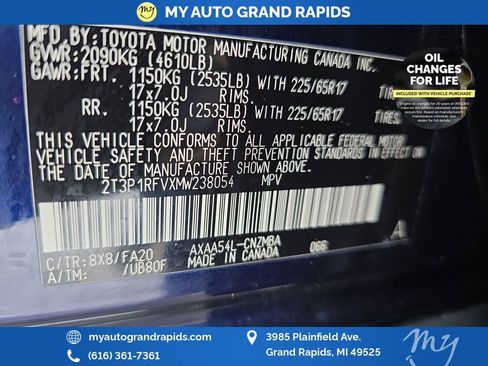 MY AUTO GRAND RAPIDS
MFD. BY: TOYOTA MOTOR MANUFACTURING CANADA INC.
GVWR: 2090KG (4610LB)
GAWR: FRT. 1150KG (2535LB) WITH 225/65R17 TIRES
17x7.0J RIMS.
RR. 1150KG (2535LB) WITH 225/65R17 TIRES
17x7.0J RIMS.
THIS VEHICLE CONFORMS TO ALL APPLICABLE FEDERAL MOTOR
VEHICLE SAFETY AND THEFT PREVENTION STANDARDS IN EFFECT ON
THE DATE OF MANUFACTURE SHOWN ABOVE.
2T3P1RFVXMW238054 MPV
C/TR: 8X8/FA20 AXAA54L-CNZMBA 066 A
A/TM: /UB80F MADE IN CANADA
OIL
CHANGES
FOR LIFE
INCLUDED WITH VEHICLE PURCHASE*
myautograndrapids.com
(616) 361-7361
3985 Plainfield Ave.
Grand Rapids, MI 49525
my